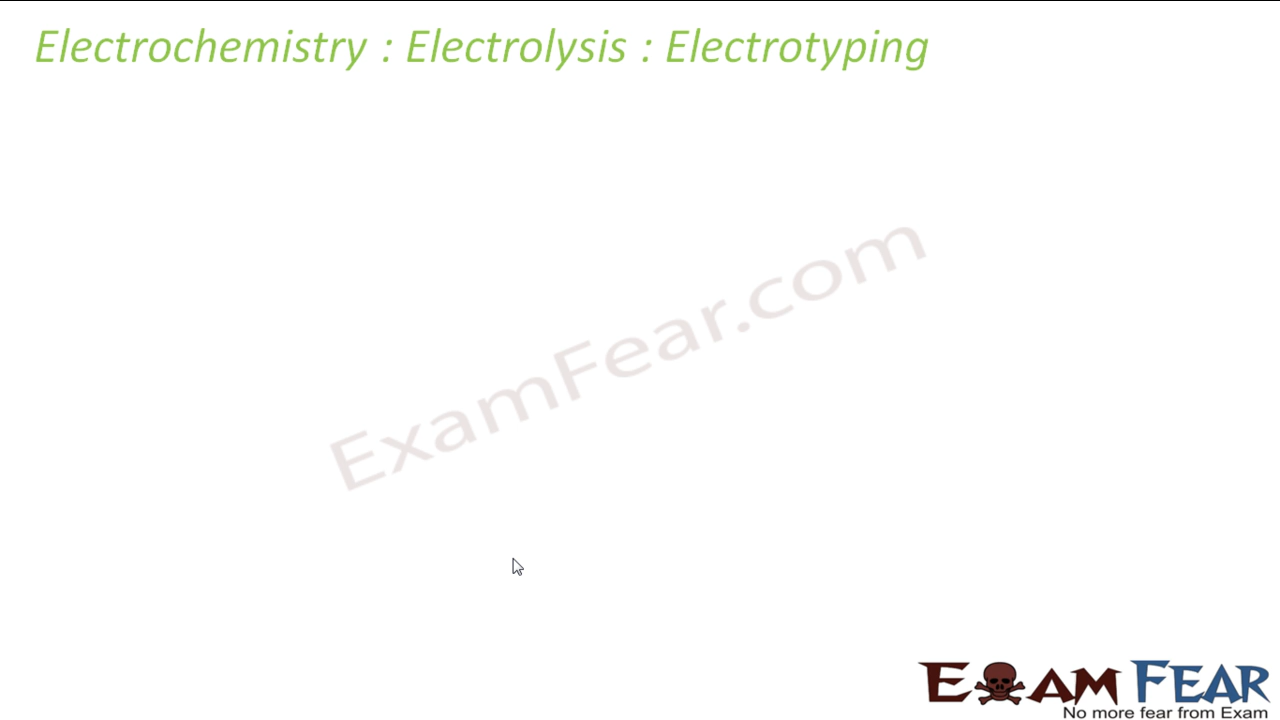 Electrochemistry : Electrolysis : Electrotyping
ExamFear.com
EXAM FEAR
No more fear from Exam